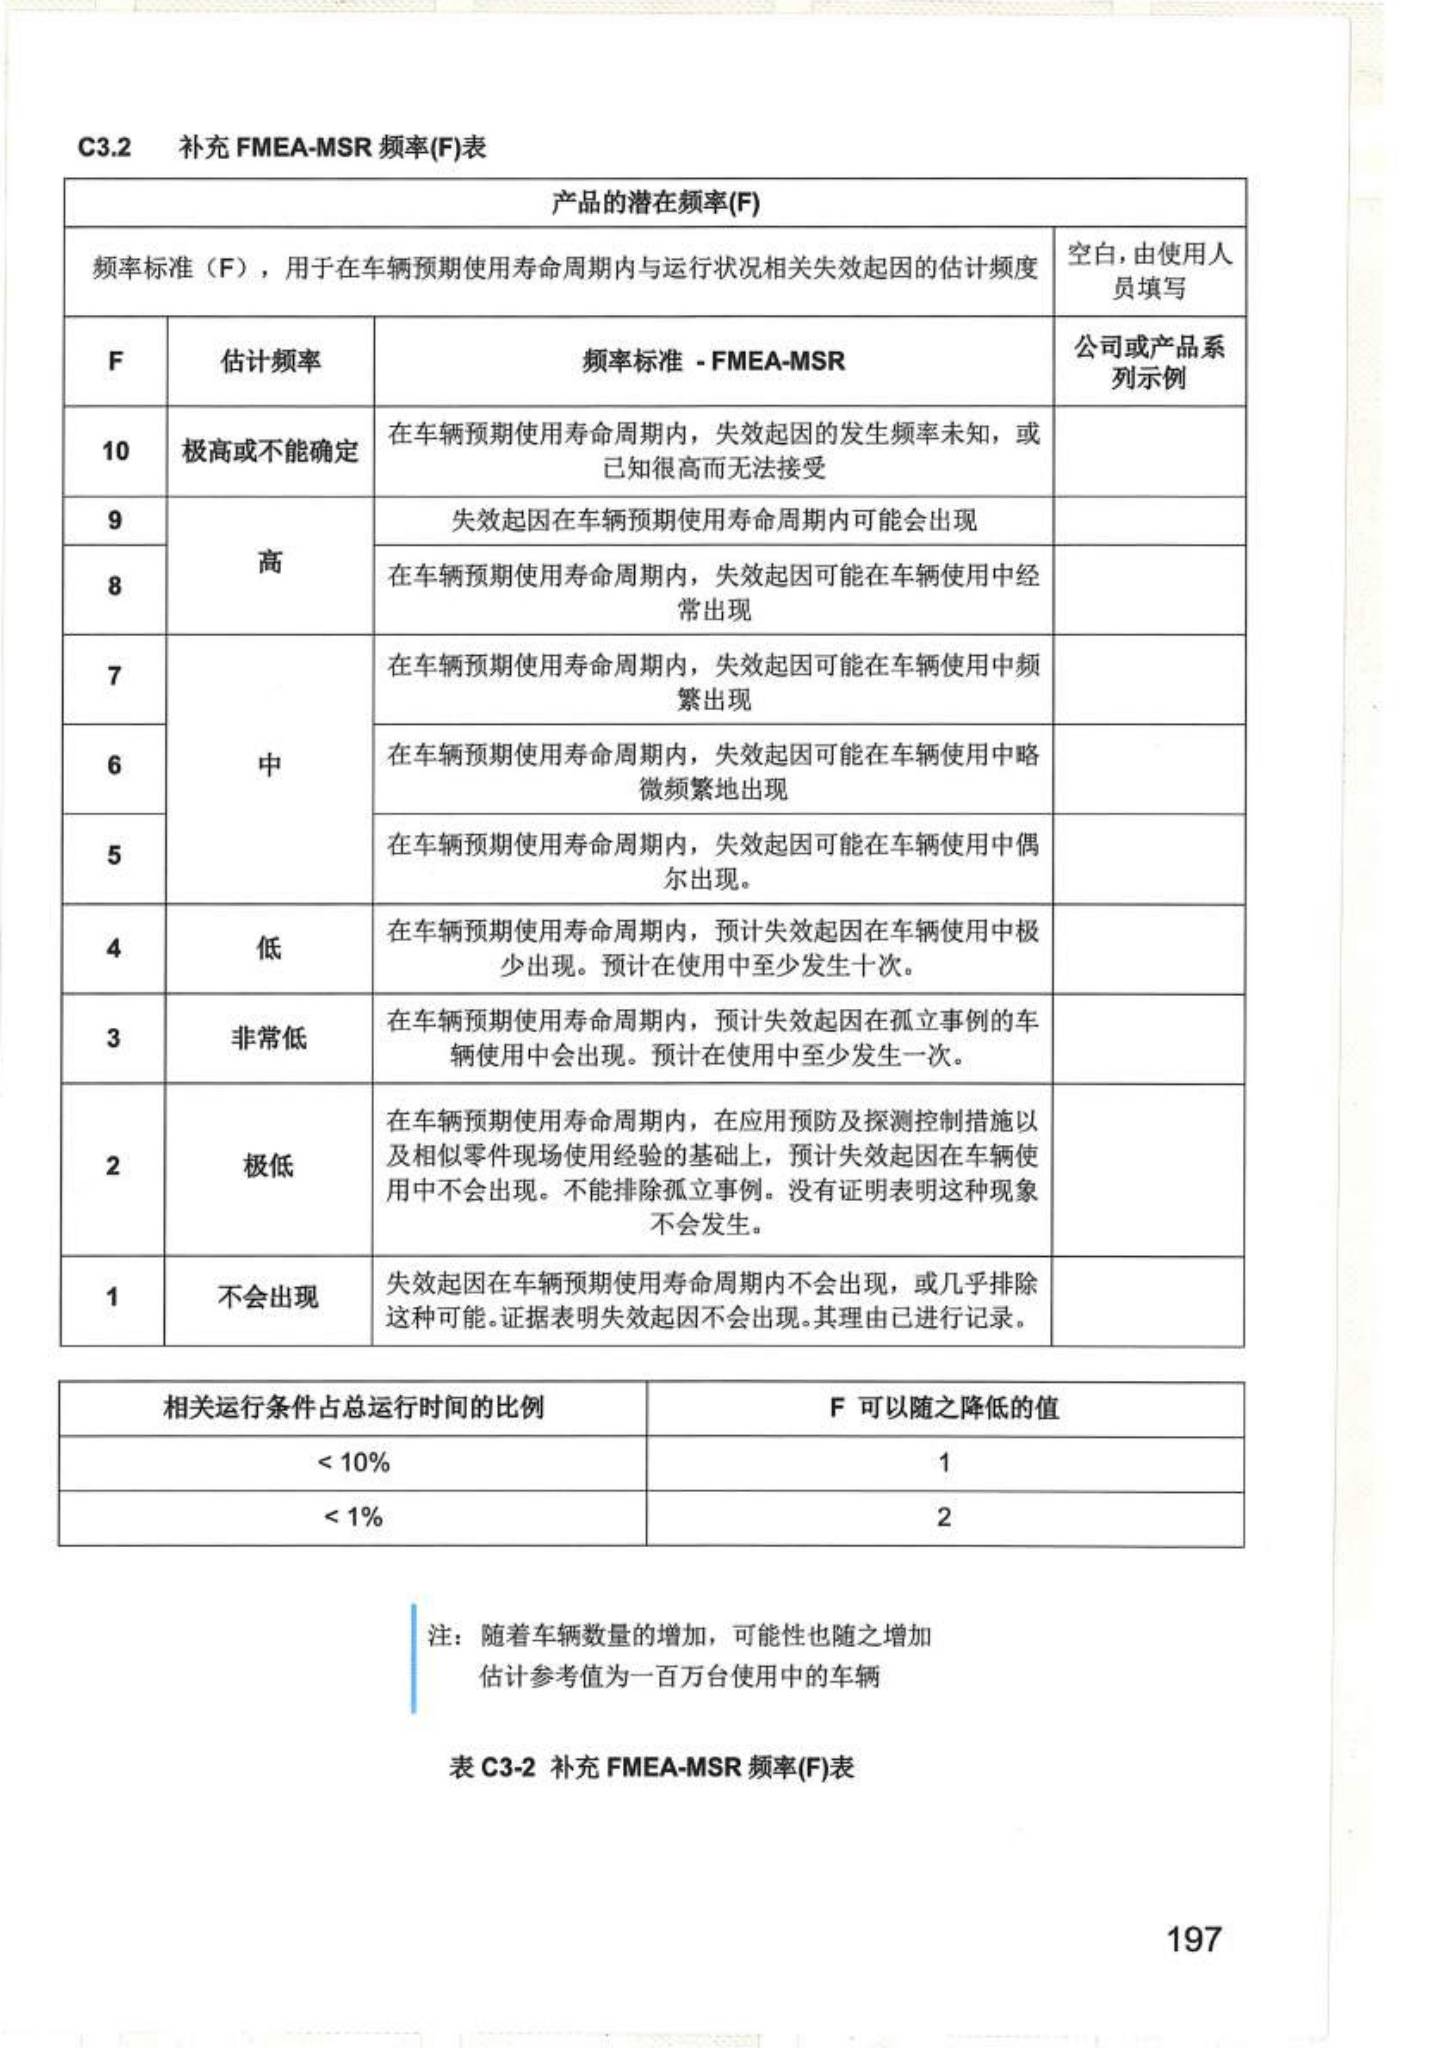 C3.2 补充 FMEA-MSR 频率(F)表
产品的潜在频率(F)
频率标准（F），用于在车辆预期使用寿命周期内与运行状况相关失效起因的估计频度
空白，由使用人
员填写
F
估计频率
频率标准 - FMEA-MSR
公司或产品系
列示例
10
极高或不能确定
在车辆预期使用寿命周期内，失效起因的发生频率未知，或
已知很高而无法接受
9
高
失效起因在车辆预期使用寿命周期内可能会出现
8
在车辆预期使用寿命周期内，失效起因可能在车辆使用中经
常出现
7
中
在车辆预期使用寿命周期内，失效起因可能在车辆使用中频
繁出现
6
在车辆预期使用寿命周期内，失效起因可能在车辆使用中略
微频繁地出现
5
在车辆预期使用寿命周期内，失效起因可能在车辆使用中偶
尔出现。
4
低
在车辆预期使用寿命周期内，预计失效起因在车辆使用中极
少出现。预计在使用中至少发生十次。
3
非常低
在车辆预期使用寿命周期内，预计失效起因在孤立事例的车
辆使用中会出现。预计在使用中至少发生一次。
2
极低
在车辆预期使用寿命周期内，在应用预防及探测控制措施以
及相似零件现场使用经验的基础上，预计失效起因在车辆使
用中不会出现。不能排除孤立事例。没有证明表明这种现象
不会发生。
1
不会出现
失效起因在车辆预期使用寿命周期内不会出现，或几乎排除
这种可能。证据表明失效起因不会出现。其理由已进行记录。
相关运行条件占总运行时间的比例
F 可以随之降低的值
< 10%
1
< 1%
2
注： 随着车辆数量的增加，可能性也随之增加
估计参考值为一百万台使用中的车辆
表 C3-2 补充 FMEA-MSR 频率(F)表
197